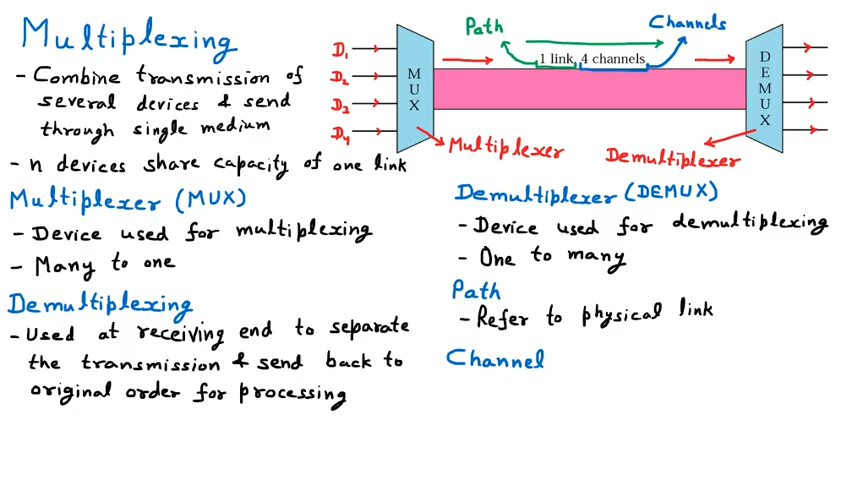 Multiplexing
- Combine transmission of
several devices & send
through single medium
- n devices share capacity of one link
Path
Channels
1 link, 4 channels
D1
D2
D3
D4
MUX
DEMUX
Multiplexer
Demultiplexer
Multiplexer (MUX)
- Device used for multiplexing
- Many to one
Demultiplexing
- Used at receiving end to separate
the transmission & send back to
original order for processing
Demultiplexer (DEMUX)
- Device used for demultiplexing
- One to many
Path
- Refer to physical link
Channel